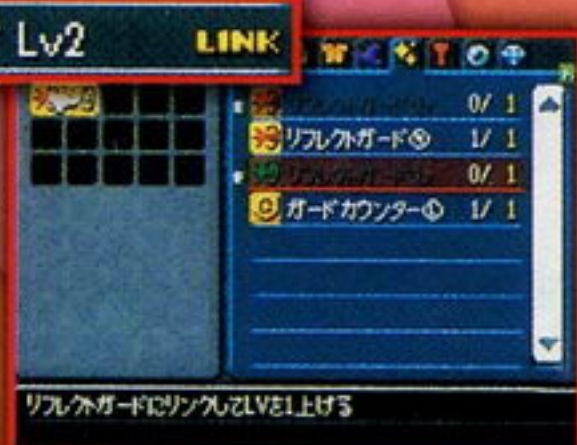 Lv2 LINK
0/ 1
リフレクトガード 1/ 1
0/ 1
ガードカウンターⓁ 1/ 1
リフレクトガードにリンクしてLVを1上げる